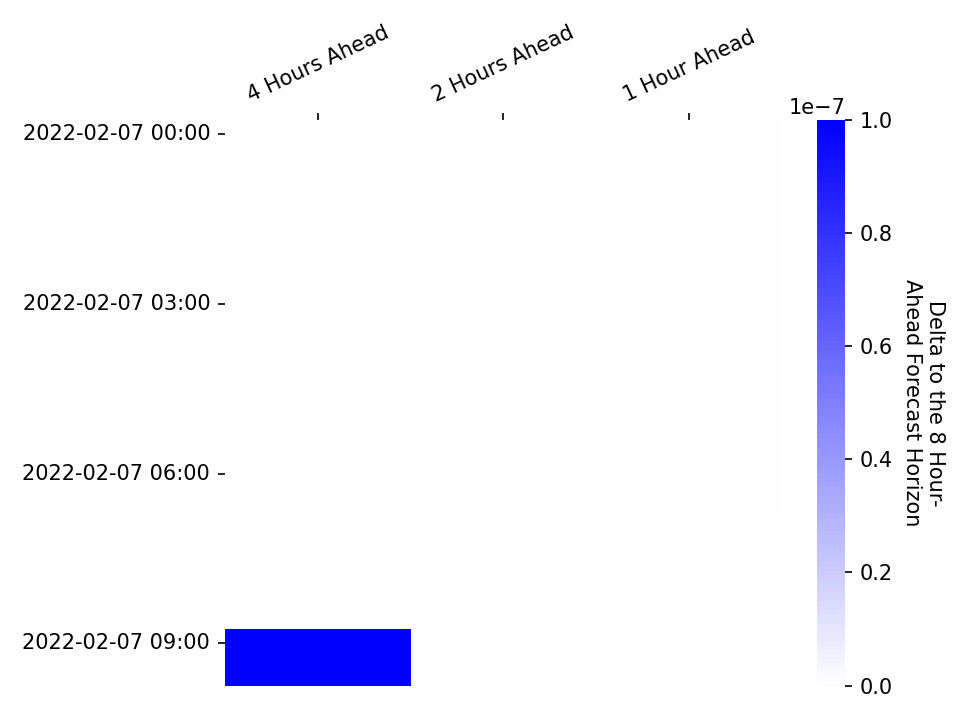 4 Hours Ahead
2 Hours Ahead
1 Hour Ahead
2022-02-07 00:00
2022-02-07 03:00
2022-02-07 06:00
2022-02-07 09:00
1e−7
1.0
0.8
0.6
0.4
0.2
0.0
Delta to the 8 Hour-
Ahead Forecast Horizon